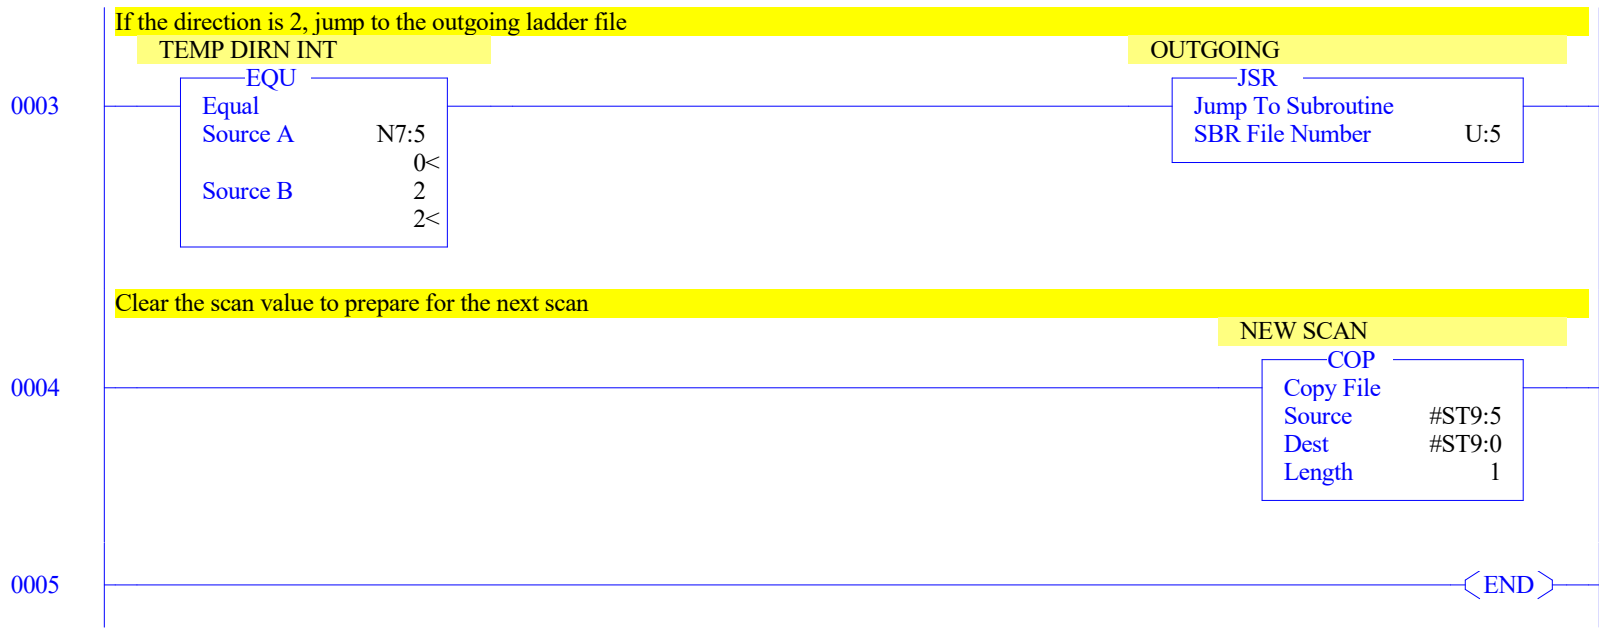 If the direction is 2, jump to the outgoing ladder file
TEMP DIRN INT OUTGOING
EQU JSR
0003 Equal Jump To Subroutine
Source A N7:5 SBR File Number U:5
0<
Source B 2
2<
Clear the scan value to prepare for the next scan
NEW SCAN
COP
0004 Copy File
Source #ST9:5
Dest #ST9:0
Length 1
0005 END